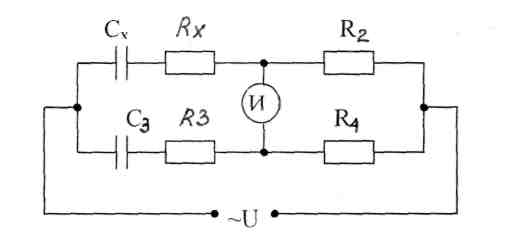 Cₓ Rx R₂
И
C₃ R3 R₄
~U